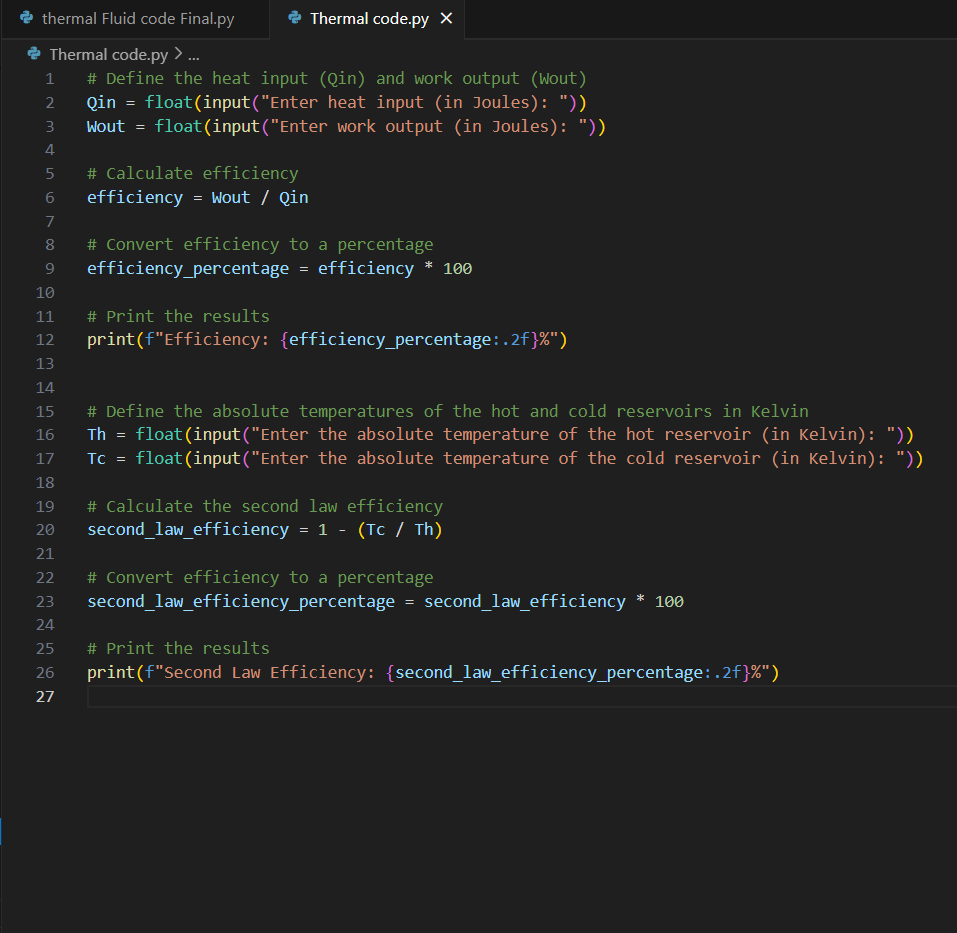 thermal Fluid code Final.py
Thermal code.py ×
Thermal code.py > ...
1 # Define the heat input (Qin) and work output (Wout)
2 Qin = float(input("Enter heat input (in Joules): "))
3 Wout = float(input("Enter work output (in Joules): "))
4
5 # Calculate efficiency
6 efficiency = Wout / Qin
7
8 # Convert efficiency to a percentage
9 efficiency_percentage = efficiency * 100
10
11 # Print the results
12 print(f"Efficiency: {efficiency_percentage:.2f}%")
13
14
15 # Define the absolute temperatures of the hot and cold reservoirs in Kelvin
16 Th = float(input("Enter the absolute temperature of the hot reservoir (in Kelvin): "))
17 Tc = float(input("Enter the absolute temperature of the cold reservoir (in Kelvin): "))
18
19 # Calculate the second law efficiency
20 second_law_efficiency = 1 - (Tc / Th)
21
22 # Convert efficiency to a percentage
23 second_law_efficiency_percentage = second_law_efficiency * 100
24
25 # Print the results
26 print(f"Second Law Efficiency: {second_law_efficiency_percentage:.2f}%")
27